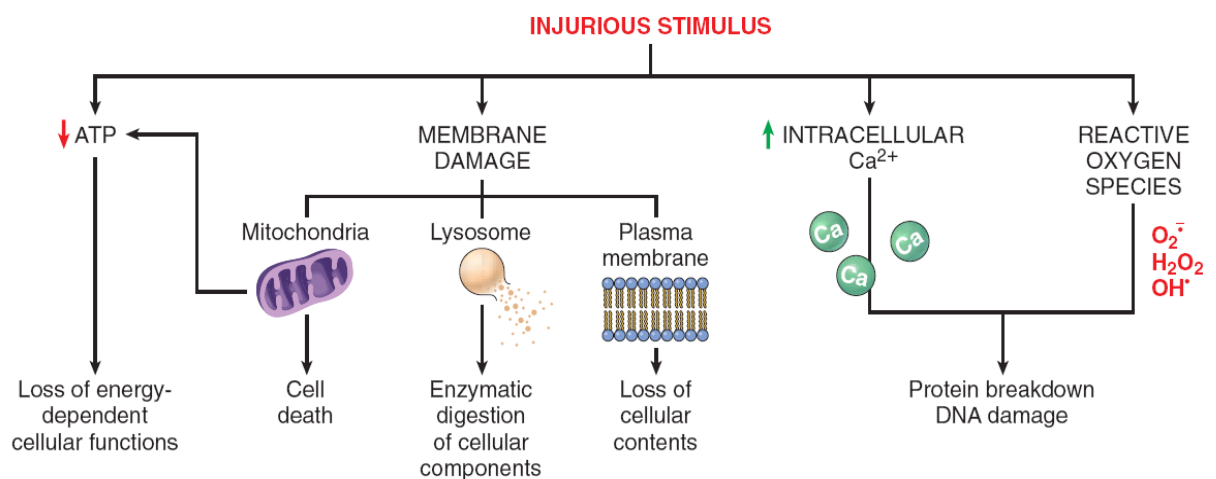 INJURIOUS STIMULUS
ATP
MEMBRANE
DAMAGE
INTRACELLULAR
Ca²⁺
REACTIVE
OXYGEN
SPECIES
Mitochondria
Lysosome
Plasma
membrane
Ca
Ca
Ca
O₂•̄
H₂O₂
OH•
Loss of energy-
dependent
cellular functions
Cell
death
Enzymatic
digestion
of cellular
components
Loss of
cellular
contents
Protein breakdown
DNA damage